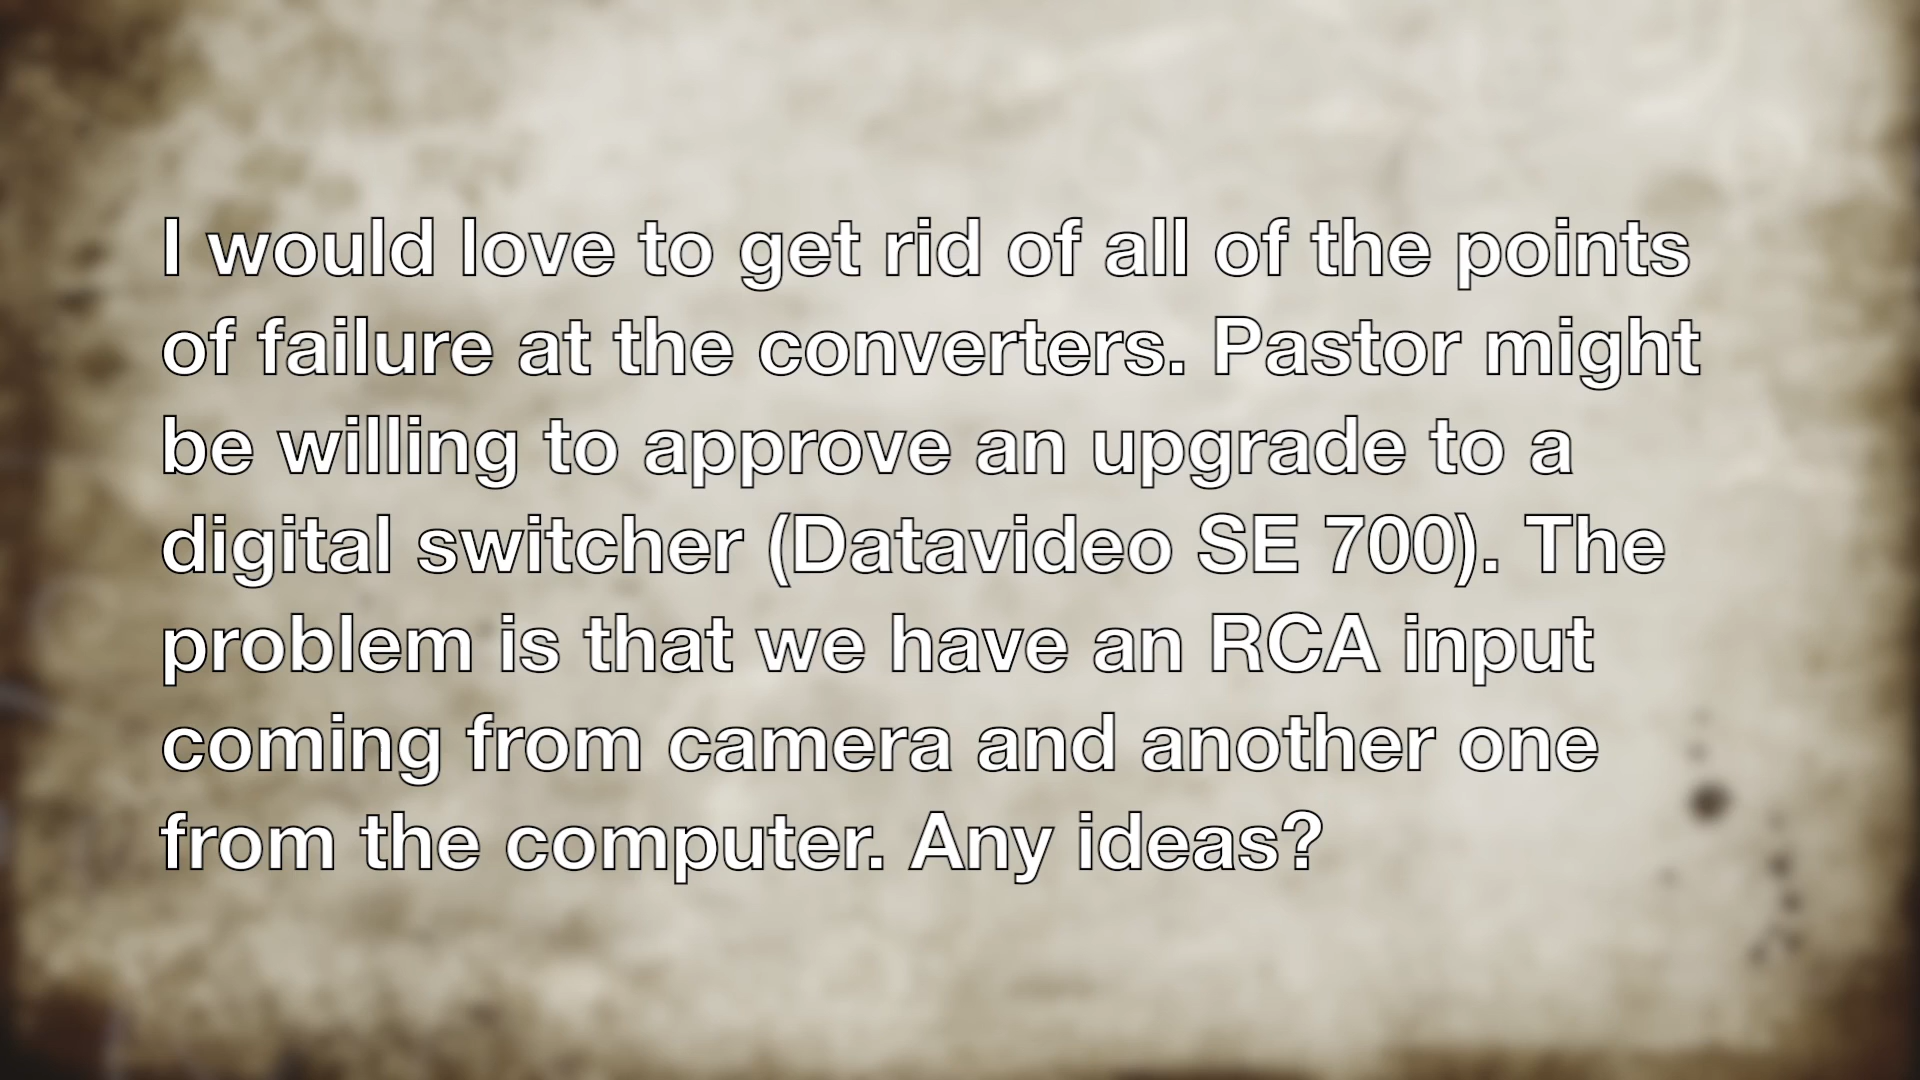 I would love to get rid of all of the points
of failure at the converters. Pastor might
be willing to approve an upgrade to a
digital switcher (Datavideo SE 700). The
problem is that we have an RCA input
coming from camera and another one
from the computer. Any ideas?